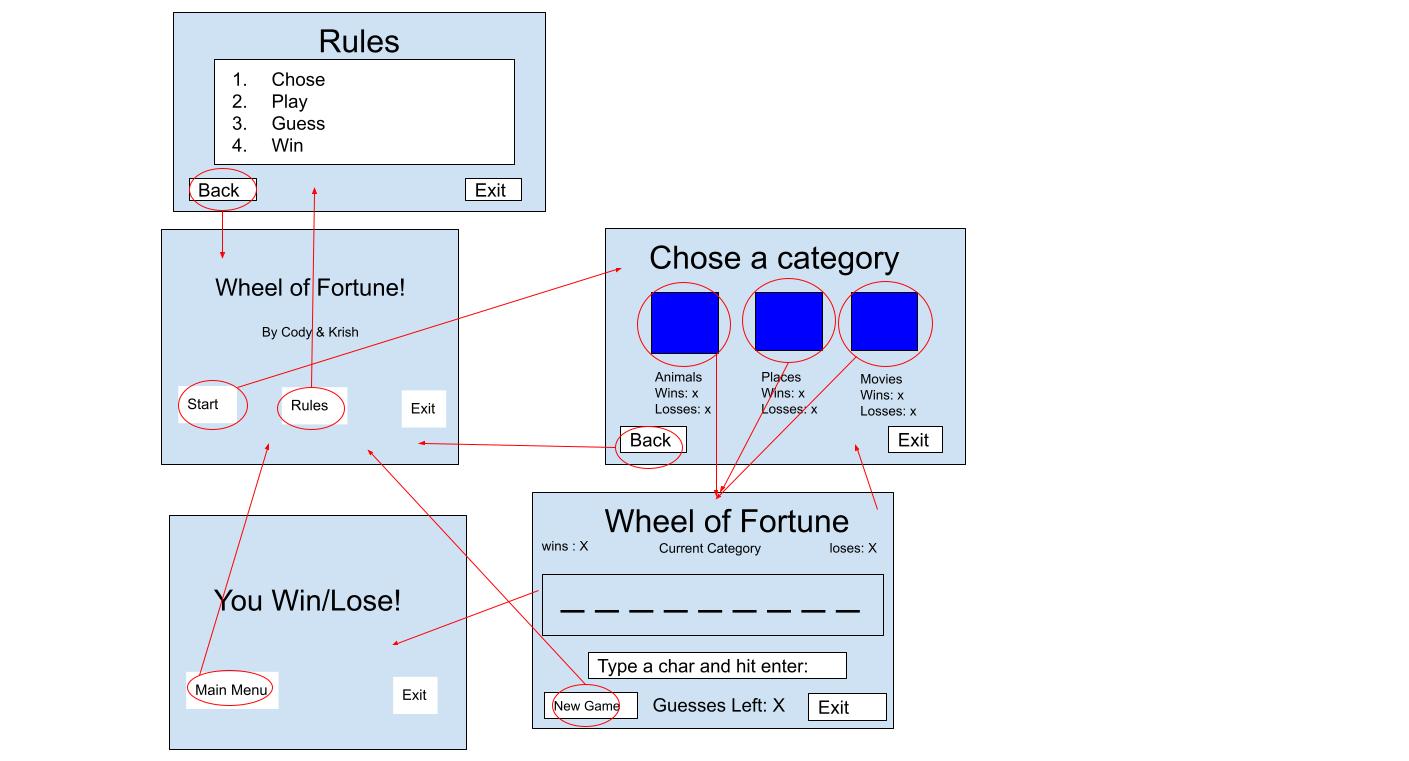 Rules
1. Chose
2. Play
3. Guess
4. Win
Back
Exit
Wheel of Fortune!
By Cody & Krish
Start
Rules
Exit
Chose a category
Animals
Wins: x
Losses: x
Places
Wins: x
Losses: x
Movies
Wins: x
Losses: x
Back
Exit
You Win/Lose!
Main Menu
Exit
Wheel of Fortune
wins : X
Current Category
loses: X
_ _ _ _ _ _ _ _ _
Type a char and hit enter:
New Game
Guesses Left: X
Exit